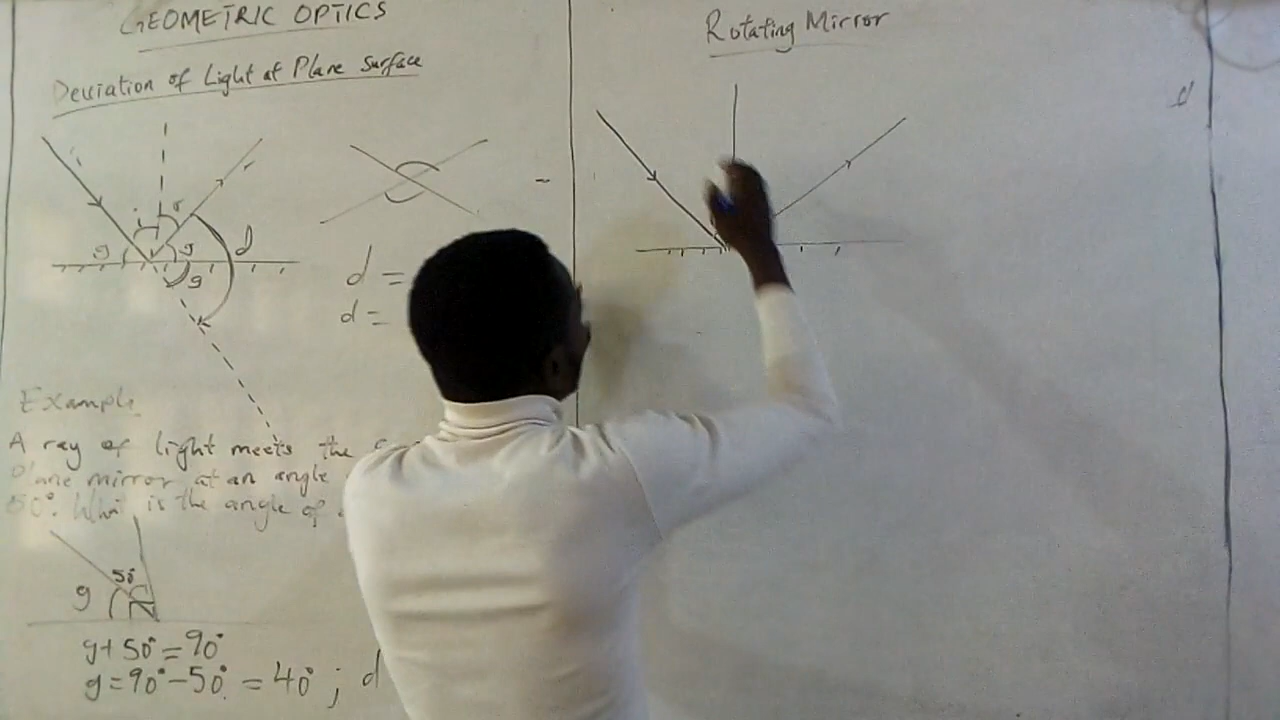 GEOMETRIC OPTICS
Deviation of Light at Plane surface
i r
g g d
g
d =
d =
Example
A ray of light meets the
Plane mirror at an angle
50°. What is the angle of
50°
g
g + 50° = 90°
g = 90° - 50° = 40° ; d
Rotating Mirror